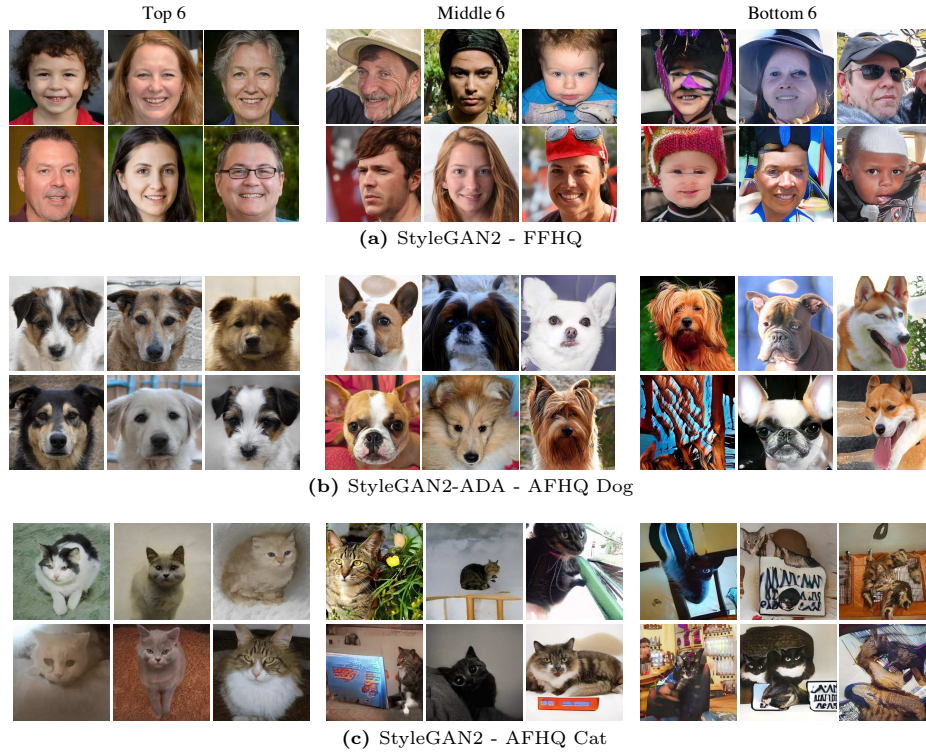 Top 6 Middle 6 Bottom 6
(a) StyleGAN2 - FFHQ
(b) StyleGAN2-ADA - AFHQ Dog
(c) StyleGAN2 - AFHQ Cat